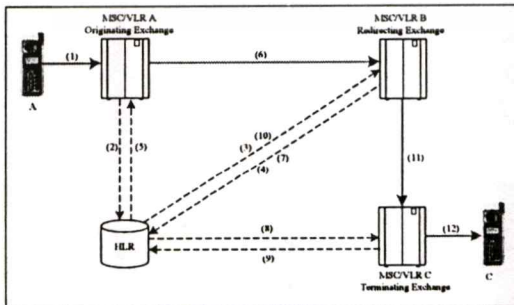 MSC/VLR A
Originating Exchange
MSC/VLR B
Redirecting Exchange
(1)
(6)
A
(2)
(5)
(10)
(3)
(7)
(4)
(11)
HLR
(8)
(9)
(12)
MSC/VLR C
Terminating Exchange
C